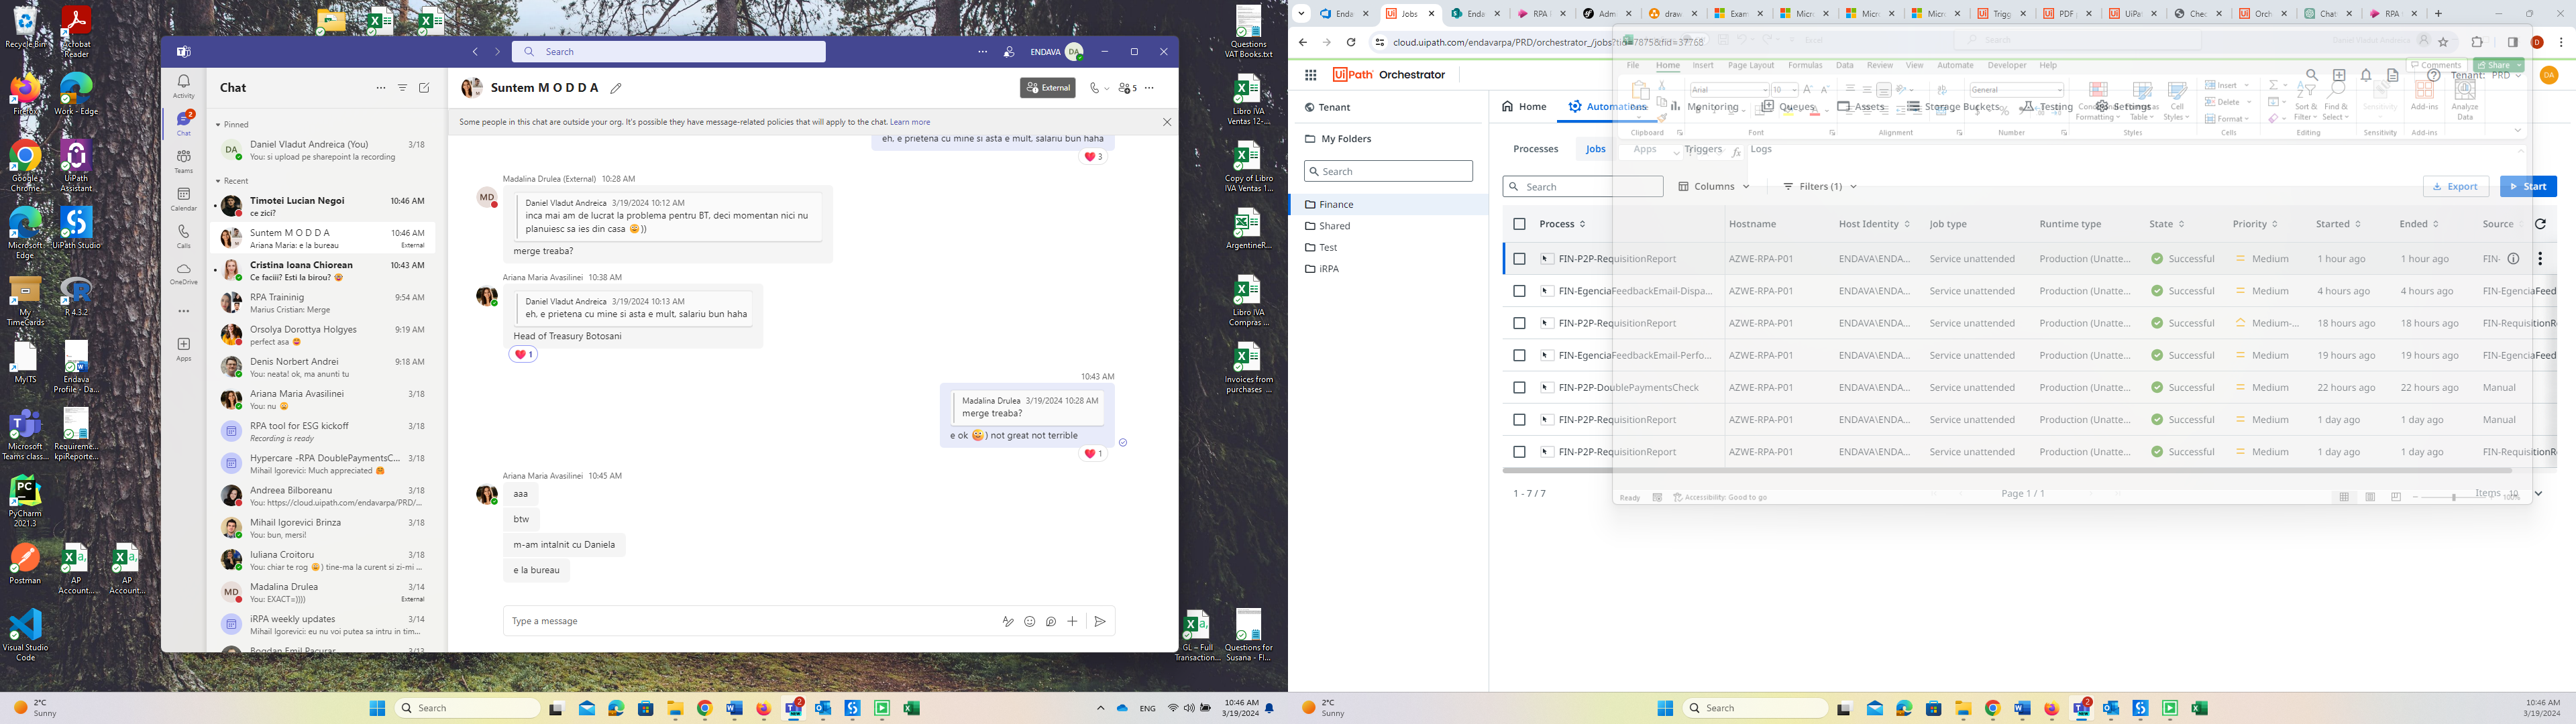 Recycle Bin
Acrobat Reader
Firefox
Work - Edge
Google Chrome
UiPath Assistant
Microsoft Edge
UiPath Studio
My TimeCards
R 4.3.2
MyITS
Endava Profile - Da...
Microsoft Teams class...
Requireme... kpiReporte...
PyCharm 2021.3
Postman
AP Account....
AP Account...
Visual Studio Code
Search
ENDAVA
DA
Activity
Chat
Teams
Calendar
Calls
OneDrive
Apps
Chat
Pinned
Daniel Vladut Andreica (You) 3/18
You: si upload pe sharepoint la recording
Recent
Timotei Lucian Negoi 10:46 AM
ce zici?
Suntem M O D D A 10:46 AM
Ariana Maria: e la bureau External
Cristina Ioana Chiorean 10:43 AM
Ce faciii? Esti la birou?
RPA Traininig 9:54 AM
Marius Cristian: Merge
Orsolya Dorottya Holgyes 9:19 AM
perfect asa
Denis Norbert Andrei 9:18 AM
You: neata! ok, ma anunti tu
Ariana Maria Avasilinei 3/18
You: nu
RPA tool for ESG kickoff 3/18
Recording is ready
Hypercare -RPA DoublePaymentsC... 3/18
Mihail Igorevici: Much appreciated
Andreea Bilboreanu 3/18
You: https://cloud.uipath.com/endavarpa/PRD/...
Mihail Igorevici Brinza 3/18
You: bun, mersi!
Iuliana Croitoru 3/18
You: chiar te rog ) tine-ma la curent si zi-mi ...
Madalina Drulea 3/14
You: EXACT=)))) External
iRPA weekly updates 3/14
Mihail Igorevici: eu nu voi putea sa intru in tim...
Bogdan Emil Pacurar 3/13
Suntem M O D D A
External
5
Some people in this chat are outside your org. It's possible they have message-related policies that will apply to the chat. Learn more
eh, e prietena cu mine si asta e mult, salariu bun haha
3
Madalina Drulea (External) 10:28 AM
MD
Daniel Vladut Andreica 3/19/2024 10:12 AM
inca mai am de lucrat la problema pentru BT, deci momentan nici nu
planuiesc sa ies din casa ))
merge treaba?
Ariana Maria Avasilinei 10:38 AM
Daniel Vladut Andreica 3/19/2024 10:13 AM
eh, e prietena cu mine si asta e mult, salariu bun haha
Head of Treasury Botosani
1
10:43 AM
Madalina Drulea 3/19/2024 10:28 AM
merge treaba?
e ok ) not great not terrible
1
Ariana Maria Avasilinei 10:45 AM
aaa
btw
m-am intalnit cu Daniela
e la bureau
Type a message
Questions VAT Books.txt
Libro IVA Ventas 12-...
Copy of Libro IVA Ventas 1...
ArgentineR...
Libro IVA Compras ...
Invoices from purchases ...
GL – Full Transaction...
Questions for Susana - FI...
2°C
Sunny
Search
ENG
10:46 AM
3/19/2024
Enda
Jobs
Enda
RPA
Adm
draw
Exam
Micro
Micro
Micro
Trigg
PDF
UiPa
Chec
Orch
Chat
RPA
cloud.uipath.com/endavarpa/PRD/orchestrator_/jobs?tid=78758&fid=37768
UiPath Orchestrator
Tenant: PRD
DA
File Home Insert Page Layout Formulas Data Review View Automate Developer Help
Comments
Share
Tenant
My Folders
Search
Finance
Shared
Test
iRPA
Home
Automations
Monitoring
Queues
Assets
Storage Buckets
Testing
Settings
Arial 10
General
Clipboard Font Alignment Number Styles Cells Editing Sensitivity Add-ins
Processes
Jobs
Apps
Triggers
Logs
Search
Columns
Filters (1)
Export
Start
Process Hostname Host Identity Job type Runtime type State Priority Started Ended Source
FIN-P2P-RequisitionReport AZWE-RPA-P01 ENDAVA\ENDA... Service unattended Production (Unatte... Successful Medium 1 hour ago 1 hour ago FIN-
FIN-EgenciaFeedbackEmail-Dispa... AZWE-RPA-P01 ENDAVA\ENDA... Service unattended Production (Unatte... Successful Medium 4 hours ago 4 hours ago FIN-EgenciaFeed
FIN-P2P-RequisitionReport AZWE-RPA-P01 ENDAVA\ENDA... Service unattended Production (Unatte... Successful Medium-... 18 hours ago 18 hours ago FIN-RequisitionRe
FIN-EgenciaFeedbackEmail-Perfo... AZWE-RPA-P01 ENDAVA\ENDA... Service unattended Production (Unatte... Successful Medium 19 hours ago 19 hours ago FIN-EgenciaFeed
FIN-P2P-DoublePaymentsCheck AZWE-RPA-P01 ENDAVA\ENDA... Service unattended Production (Unatte... Successful Medium 22 hours ago 22 hours ago Manual
FIN-P2P-RequisitionReport AZWE-RPA-P01 ENDAVA\ENDA... Service unattended Production (Unatte... Successful Medium 1 day ago 1 day ago Manual
FIN-P2P-RequisitionReport AZWE-RPA-P01 ENDAVA\ENDA... Service unattended Production (Unatte... Successful Medium 1 day ago 1 day ago FIN-RequisitionRe
1 - 7 / 7
Page 1 / 1
Items 10
Ready
Accessibility: Good to go
100%
2°C
Sunny
Search
10:46 AM
3/19/2024